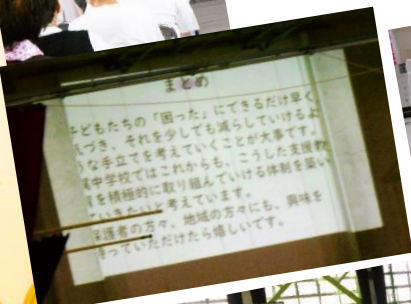 まとめ
子どもたちの「困った」にできるだけ早く
気づき、それを少しでも減らしていけるよ
うな手立てを考えていくことが大事です。
中学校ではこれからも、こうした支援教
を積極的に取り組んでいける体制を築い
ていきたいと考えています。
保護者の方々、地域の方々にも、興味を
持っていただけたら嬉しいです。